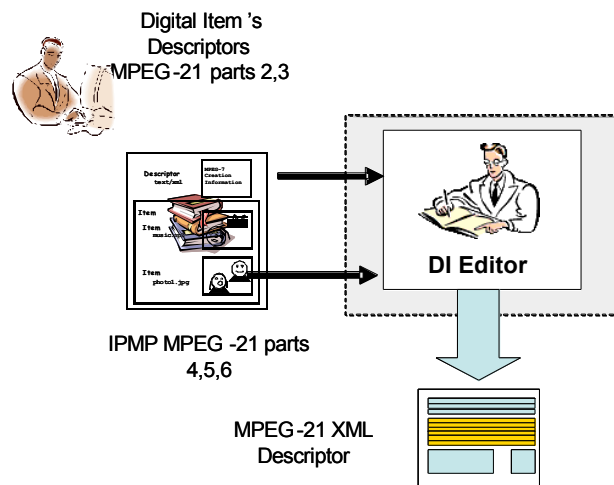 Digital Item 's
Descriptors
MPEG-21 parts 2,3
Descriptor
text/xml
MPEG-7
Creation
Information
Item
Item
Item
photo1.jpg
DI Editor
IPMP MPEG -21 parts
4,5,6
MPEG-21 XML
Descriptor